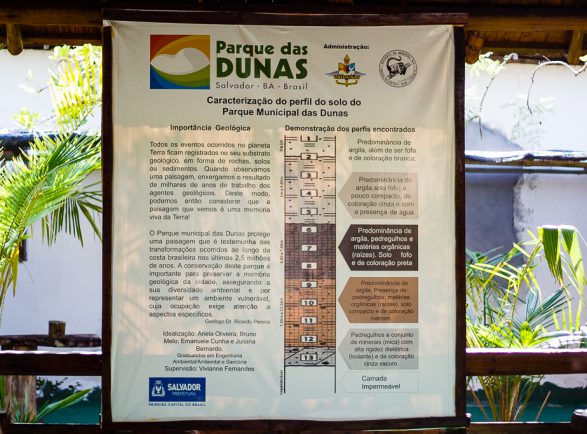 Parque das
DUNAS
Salvador - BA - Brasil
Administração:
Caracterização do perfil do solo do
Parque Municipal das Dunas
Importância Geológica
Todos os eventos ocorridos no planeta
Terra ficam registrados no seu substrato
geológico, em forma de rochas, solos
ou sedimentos. Quando observamos
uma paisagem, enxergamos o resultado
de milhares de anos de trabalho dos
agentes geológicos. Deste modo,
podemos então considerar que a
paisagem que vemos é uma memória
viva da Terra!
O Parque Municipal das Dunas protege
uma paisagem que é testemunha das
transformações ocorridas ao longo da
costa brasileira nos últimos 2,5 milhões
de anos. A conservação deste parque é
importante para preservar a memória
geológica da cidade, assegurando a
sua diversidade ambiental e por
representar um ambiente vulnerável,
cuja ocupação exige atenção a
aspectos específicos.
Geólogo Dr. Ricardo
Idealização: Ariela Oliveira, Bruno
Melo; Emanuele Cunha e Juliana
Bernardo.
Graduandos em Engenharia
Ambiental/Ambiental e Sanitária
Supervisão: Vivianne Fernandes
SALVADOR
PREFEITURA
PRIMEIRA CAPITAL DO BRASIL
Demonstração dos perfis encontrados
1
2
3
4
5
6
7
8
9
10
11
12
13
Predominância de
argila, além de ser fofa
e de coloração branca.
Predominância de
argila,solo fofo, e
pouco compacto, de
coloração cinza e com
a presença de água
Predominância de
argila, pedregulhos e
matérias orgânicas
(raízes). Solo fofo
e de coloração preta
Predominância de
argila. Presença de
pedregulhos, matérias
orgânicas (raízes), solo
compacto e de coloração
marrom.
Pedregulhos e conjunto
de minerais (mica) com
alta rigidez dielétrica
(isolante) e de coloração
cinza escuro.
Camada
Impermeável